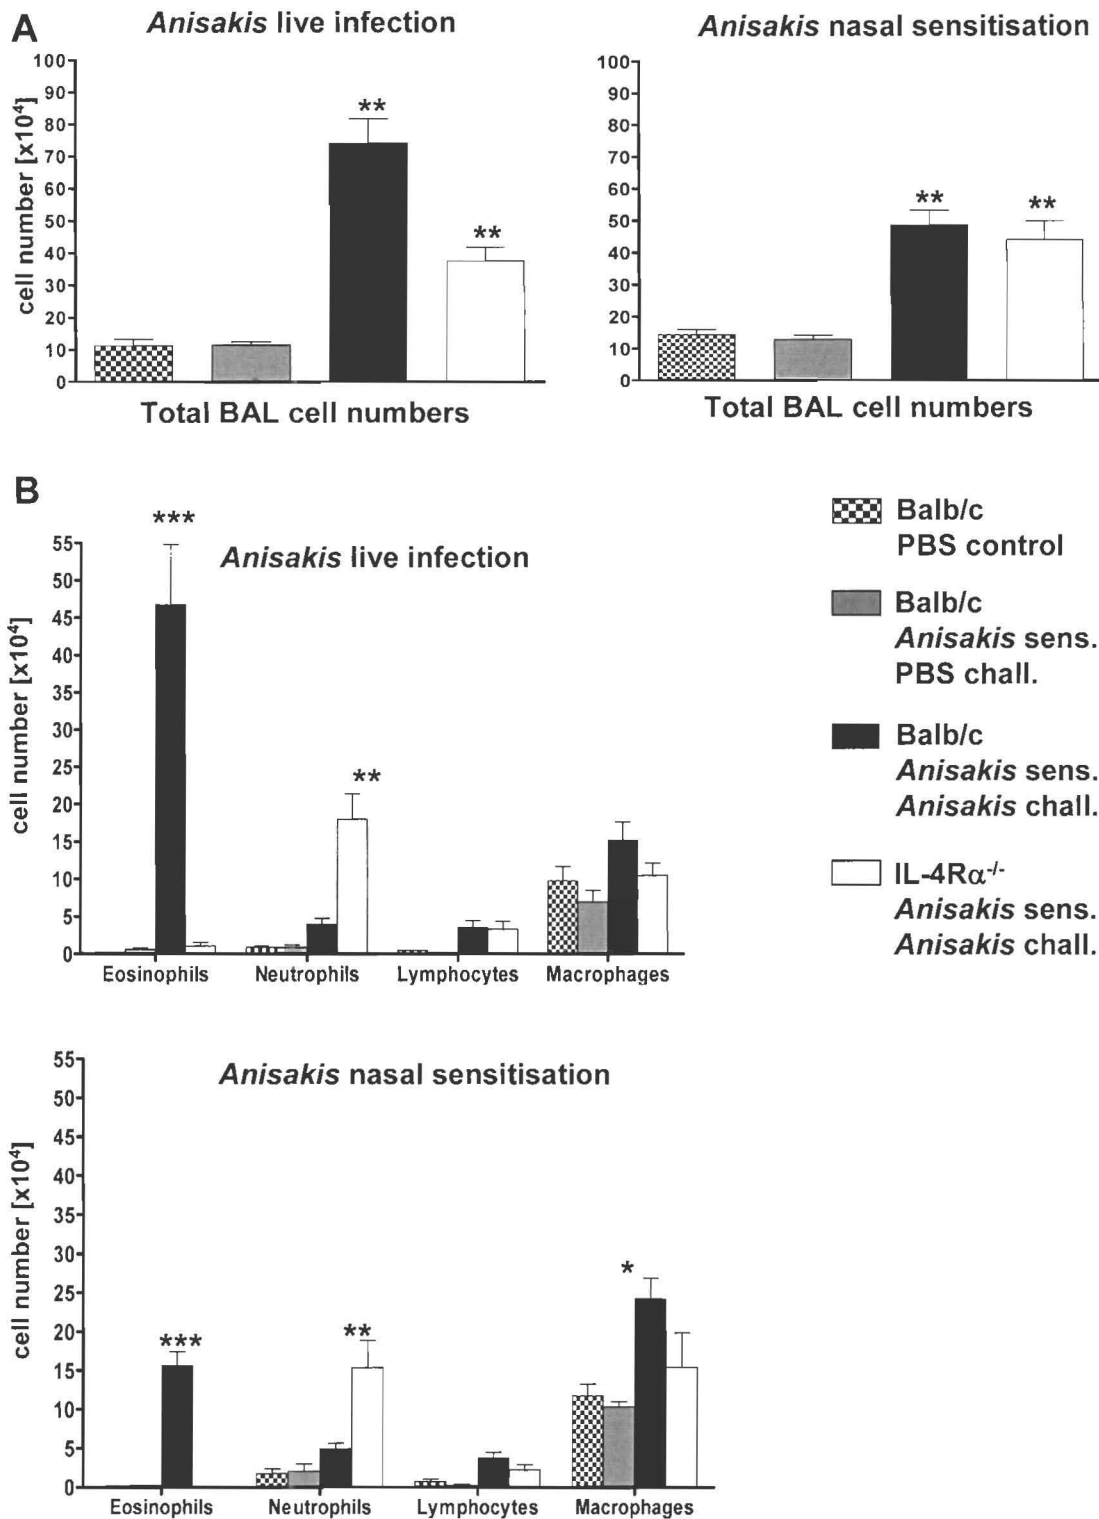 A
Anisakis live infection
100
90
80
70
60
50
40
30
20
10
0
cell number [x10⁴]
**
**
Total BAL cell numbers
Anisakis nasal sensitisation
100
90
80
70
60
50
40
30
20
10
0
**
**
Total BAL cell numbers
B
Anisakis live infection
55
50
45
40
35
30
25
20
15
10
5
0
cell number [x10⁴]
***
**
Eosinophils Neutrophils Lymphocytes Macrophages
Balb/c
PBS control
Balb/c
Anisakis sens.
PBS chall.
Balb/c
Anisakis sens.
Anisakis chall.
IL-4Rα⁻/⁻
Anisakis sens.
Anisakis chall.
Anisakis nasal sensitisation
55
50
45
40
35
30
25
20
15
10
5
0
cell number [x10⁴]
***
**
*
Eosinophils Neutrophils Lymphocytes Macrophages